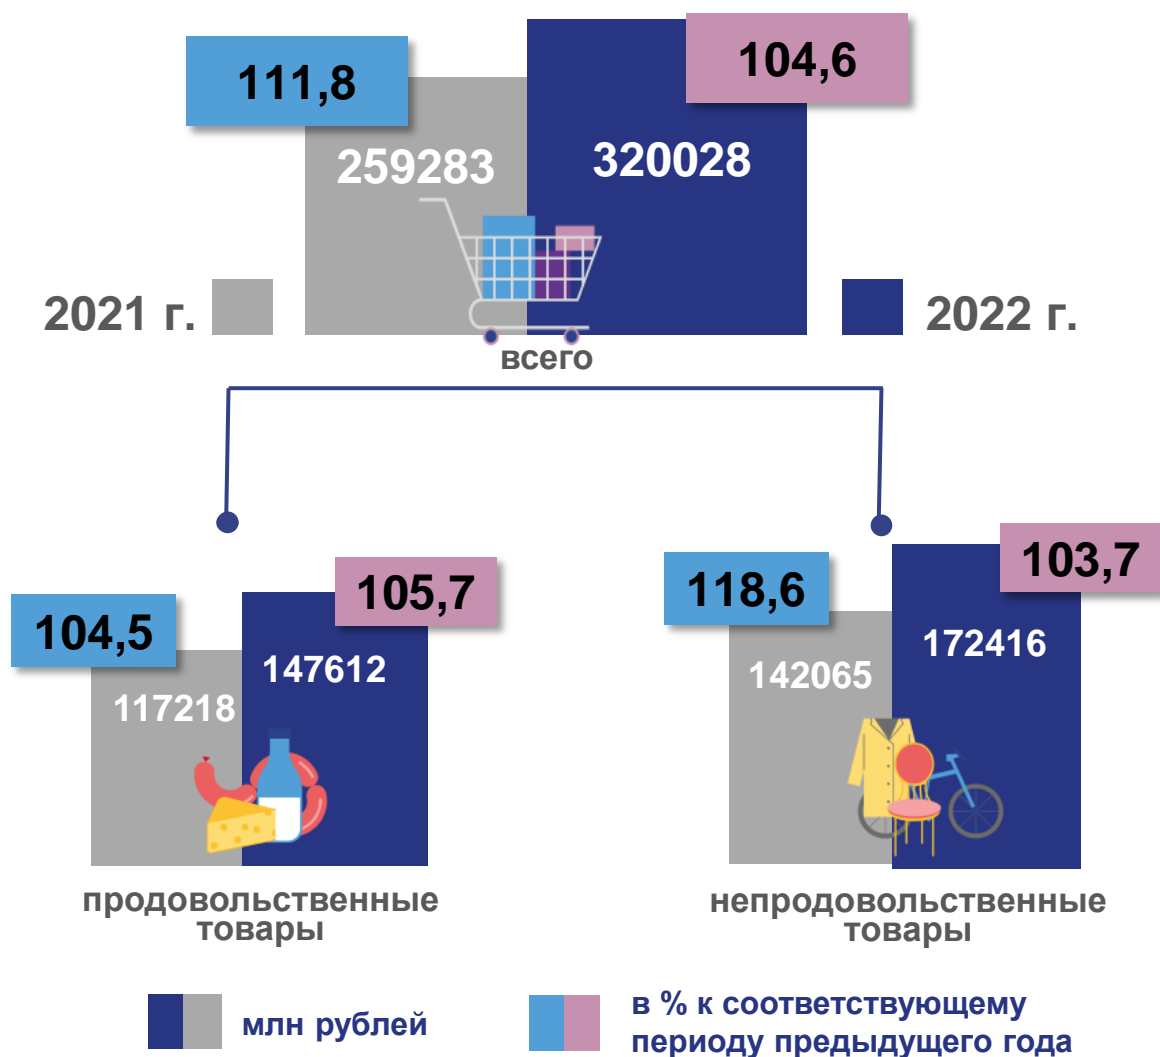 111,8
104,6
259283
320028
2021 г.
2022 г.
всего
104,5
105,7
117218
147612
продовольственные
товары
118,6
103,7
142065
172416
непродовольственные
товары
млн рублей
в % к соответствующему
периоду предыдущего года